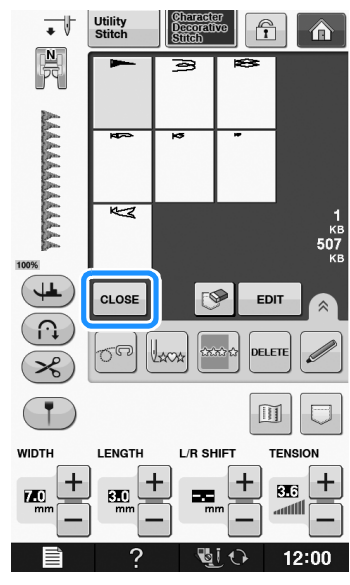 Utility
Stitch
Character
Decorative
Stitch
N
100%
1
KB
507
KB
CLOSE
EDIT
DELETE
WIDTH
LENGTH
L/R SHIFT
TENSION
7.0
mm
3.0
mm
-.--
mm
3.6
?
12:00